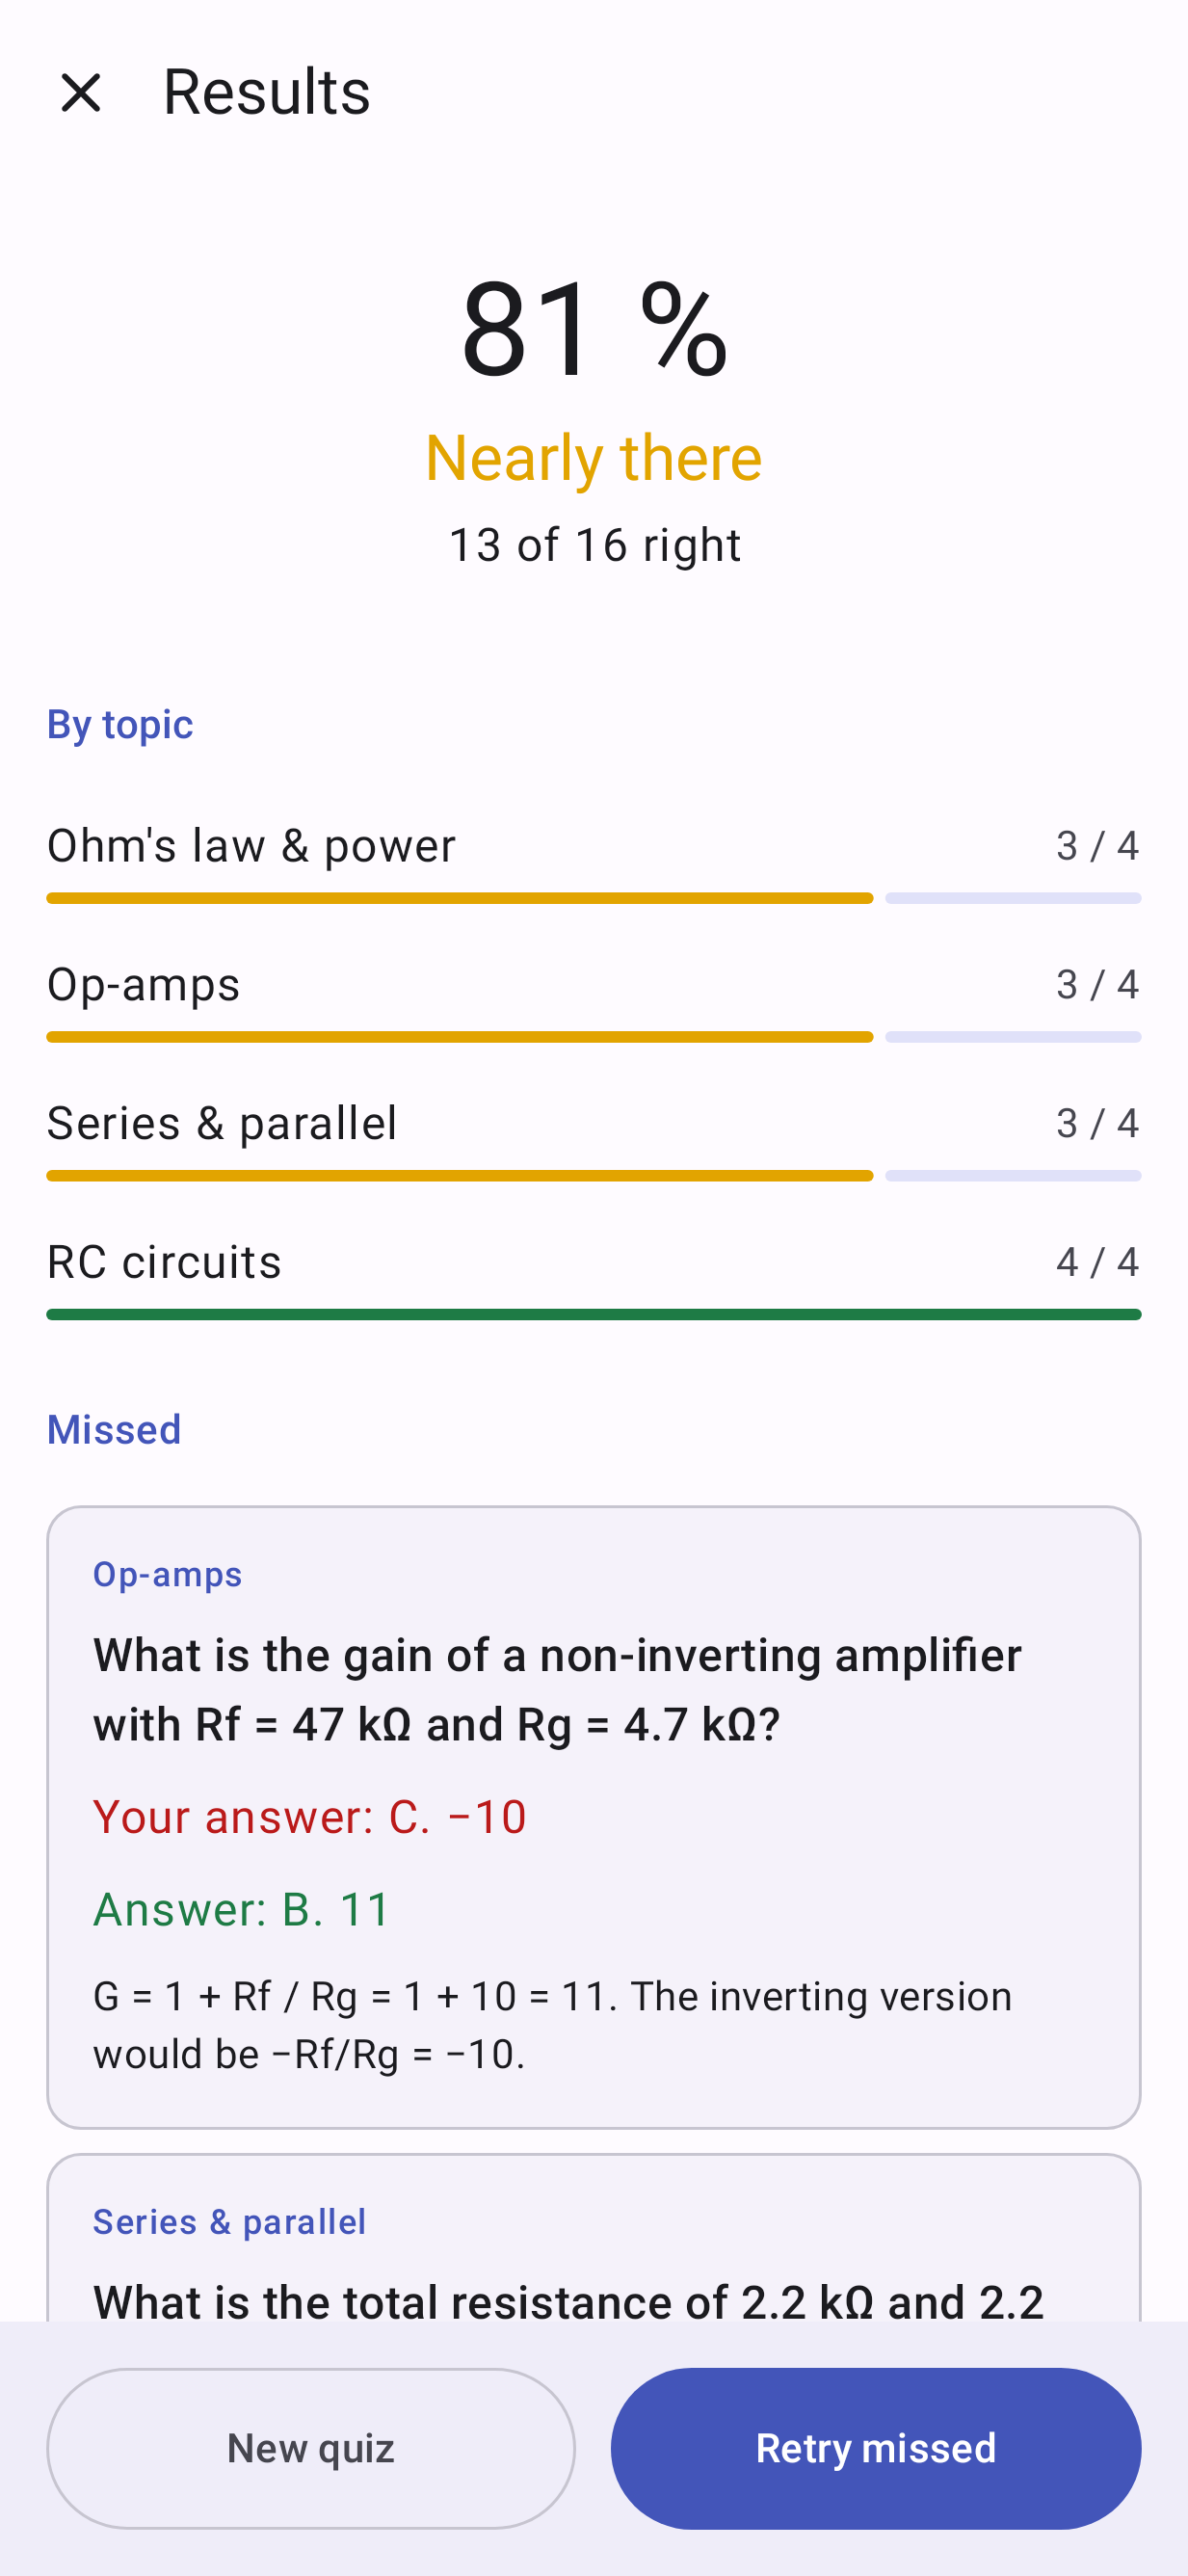 Results
81 %
Nearly there
13 of 16 right
By topic
Ohm's law & power
3 / 4
Op-amps
3 / 4
Series & parallel
3 / 4
RC circuits
4 / 4
Missed
Op-amps
What is the gain of a non-inverting amplifier
with Rf = 47 kΩ and Rg = 4.7 kΩ?
Your answer: C. −10
Answer: B. 11
G = 1 + Rf / Rg = 1 + 10 = 11. The inverting version
would be −Rf/Rg = −10.
Series & parallel
What is the total resistance of 2.2 kΩ and 2.2
New quiz
Retry missed